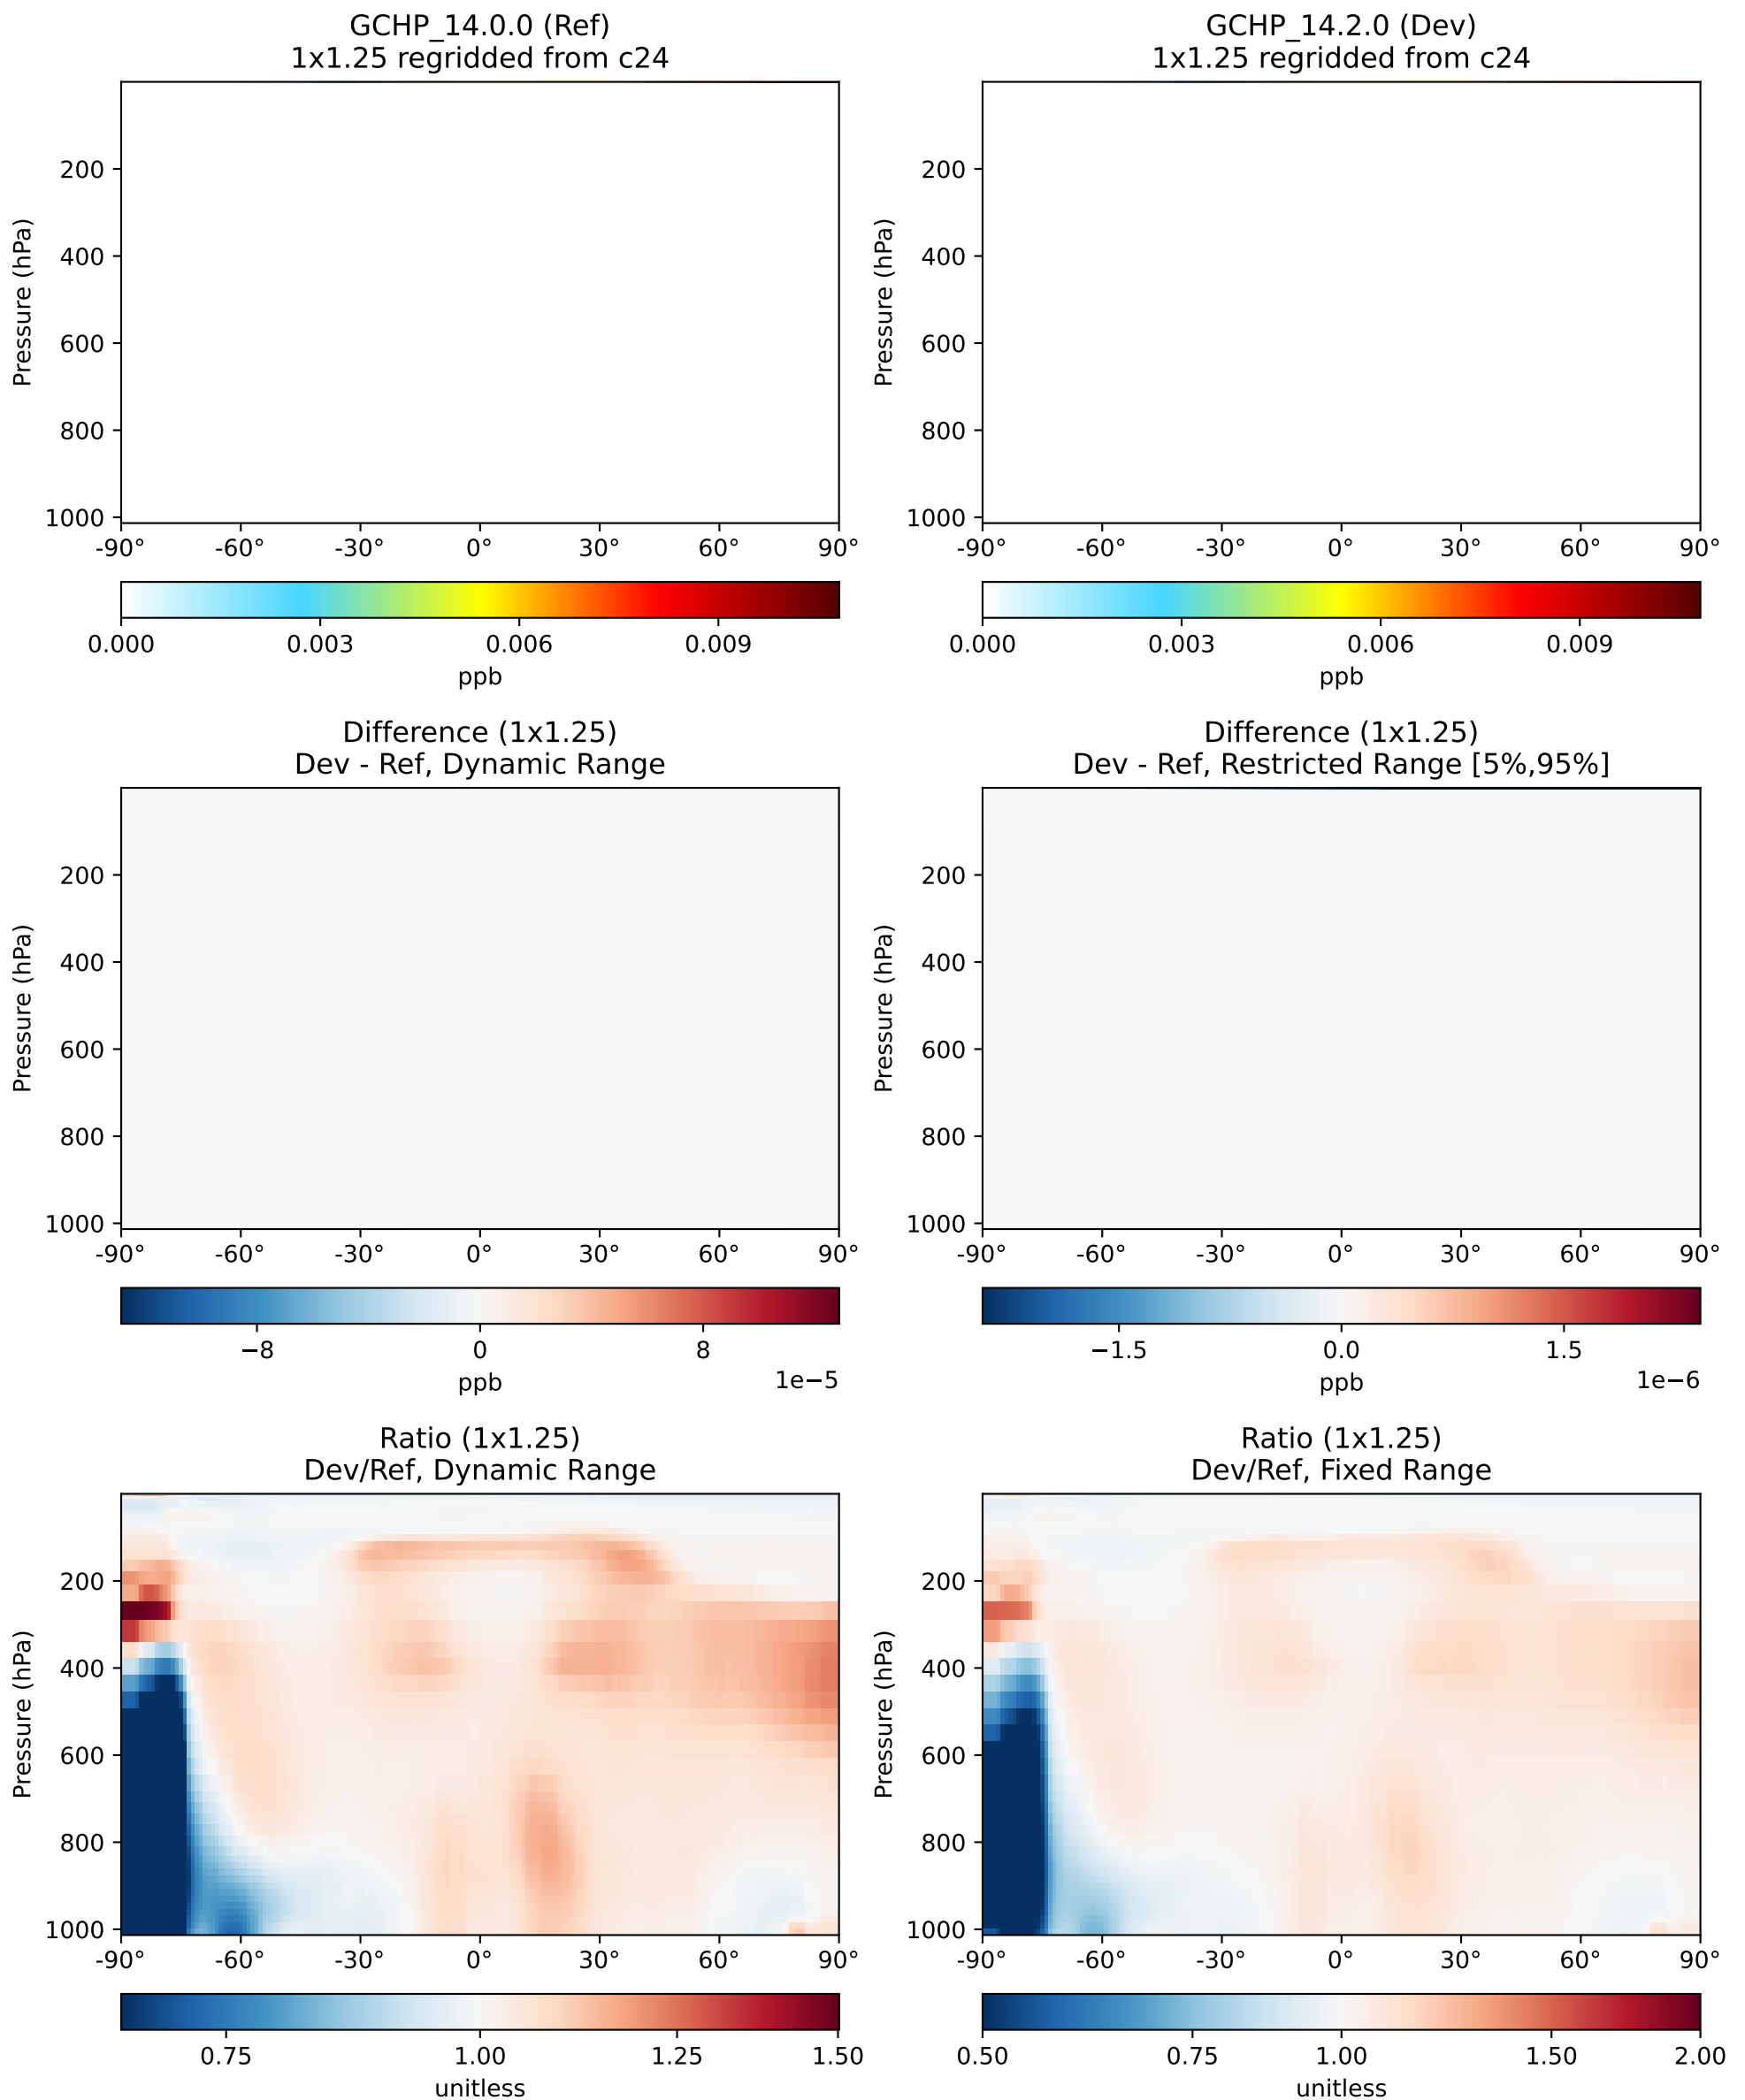 GCHP_14.0.0 (Ref)
1x1.25 regridded from c24
Pressure (hPa)
200
400
600
800
1000
-90° -60° -30° 0° 30° 60° 90°
0.000 0.003 0.006 0.009
ppb
GCHP_14.2.0 (Dev)
1x1.25 regridded from c24
Pressure (hPa)
200
400
600
800
1000
-90° -60° -30° 0° 30° 60° 90°
0.000 0.003 0.006 0.009
ppb
Difference (1x1.25)
Dev - Ref, Dynamic Range
Pressure (hPa)
200
400
600
800
1000
-90° -60° -30° 0° 30° 60° 90°
−8 0 8
1e−5
ppb
Difference (1x1.25)
Dev - Ref, Restricted Range [5%,95%]
Pressure (hPa)
200
400
600
800
1000
-90° -60° -30° 0° 30° 60° 90°
−1.5 0.0 1.5
1e−6
ppb
Ratio (1x1.25)
Dev/Ref, Dynamic Range
Pressure (hPa)
200
400
600
800
1000
-90° -60° -30° 0° 30° 60° 90°
0.75 1.00 1.25 1.50
unitless
Ratio (1x1.25)
Dev/Ref, Fixed Range
Pressure (hPa)
200
400
600
800
1000
-90° -60° -30° 0° 30° 60° 90°
0.50 0.75 1.00 1.50 2.00
unitless